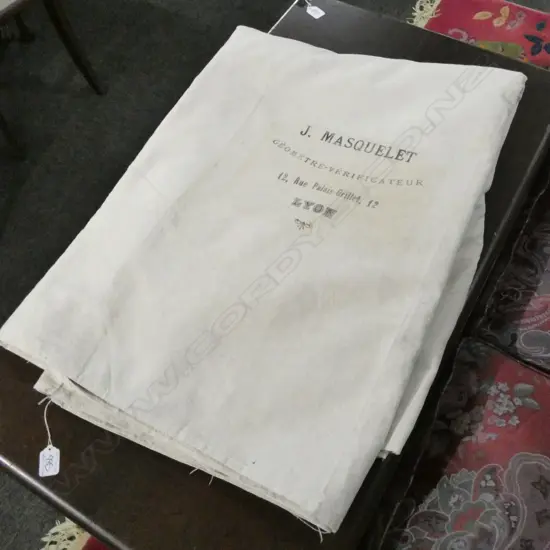 J. MASQUELET
GÉOMÈTRE-VÉRIFICATEUR
12, Rue Palais-Grillet, 12
LYON